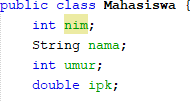 public class Mahasiswa {
int nim;
String nama;
int umur;
double ipk;